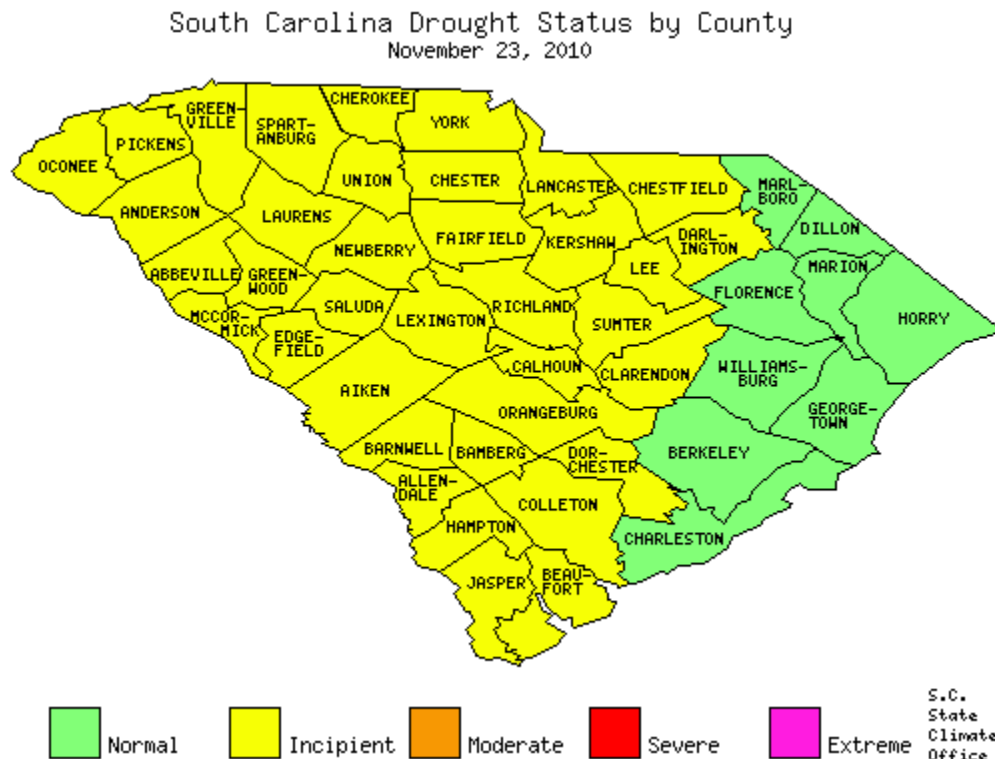 South Carolina Drought Status by County
November 23, 2010
CHEROKEE
GREEN-
VILLE
SPART-
ANBURG
YORK
PICKENS
OCONEE
UNION
CHESTER
LANCASTER
CHESTFIELD
MARL-
BORO
ANDERSON
LAURENS
DILLON
NEWBERRY
FAIRFIELD
KERSHAW
DARL-
INGTON
ABBEVILLE
GREEN-
WOOD
LEE
MARION
SALUDA
RICHLAND
FLORENCE
MCCOR-
MICK
EDGE-
FIELD
LEXINGTON
SUMTER
HORRY
CALHOUN
CLARENDON
WILLIAMS-
BURG
AIKEN
ORANGEBURG
GEORGE-
TOWN
BARNWELL
BAMBERG
DOR-
CHESTER
BERKELEY
ALLEN-
DALE
COLLETON
HAMPTON
CHARLESTON
JASPER
BEAU-
FORT
Normal
Incipient
Moderate
Severe
Extreme
S.C.
State
Climate
Office